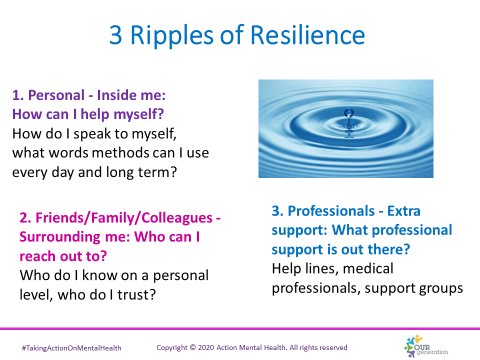 3 Ripples of Resilience
1. Personal - Inside me:
How can I help myself?
How do I speak to myself,
what words methods can I use
every day and long term?
2. Friends/Family/Colleagues -
Surrounding me: Who can I
reach out to?
Who do I know on a personal
level, who do I trust?
3. Professionals - Extra
support: What professional
support is out there?
Help lines, medical
professionals, support groups
#TakingActionOnMentalHealth
Copyright © 2020 Action Mental Health. All rights reserved
OUR
generation